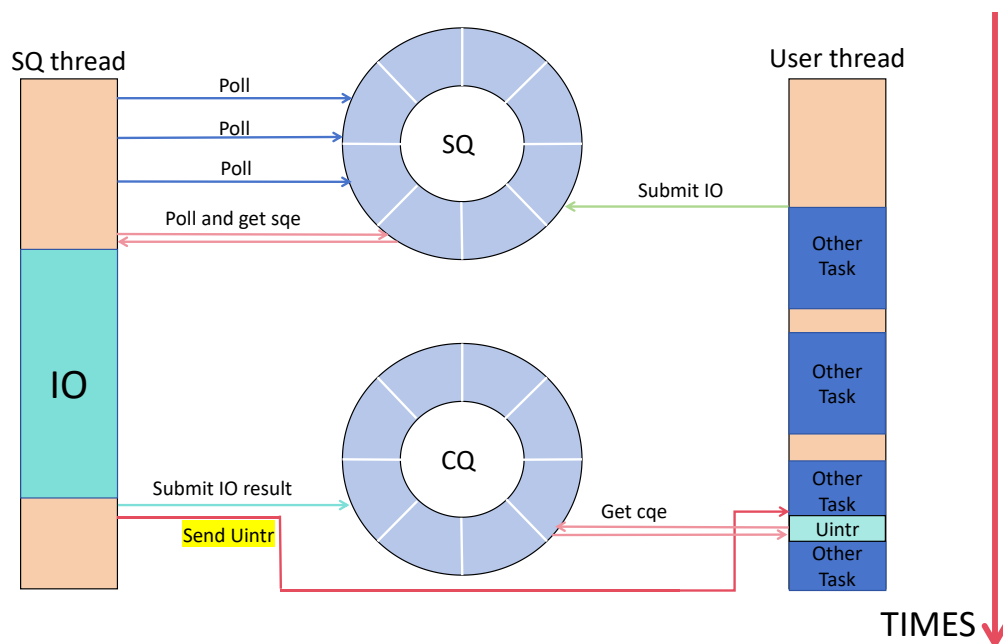 SQ thread
User thread
Poll
Poll
Poll
SQ
Submit IO
Poll and get sqe
Other
Task
Other
Task
IO
CQ
Other
Task
Submit IO result
Get cqe
Send Uintr
Uintr
Other
Task
TIMES